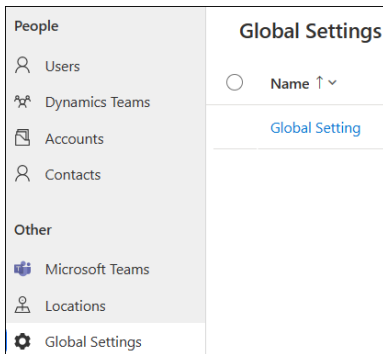 People
Users
Dynamics Teams
Accounts
Contacts
Other
Microsoft Teams
Locations
Global Settings
Global Settings
Name
Global Setting